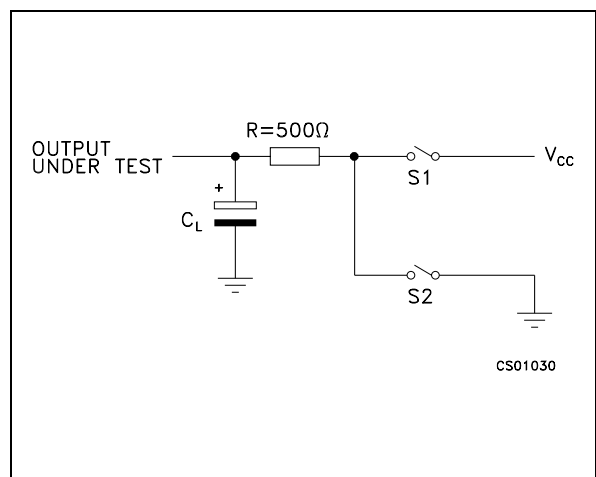 R=500Ω
OUTPUT
UNDER TEST
S1
VCC
+
CL
S2
CS01030